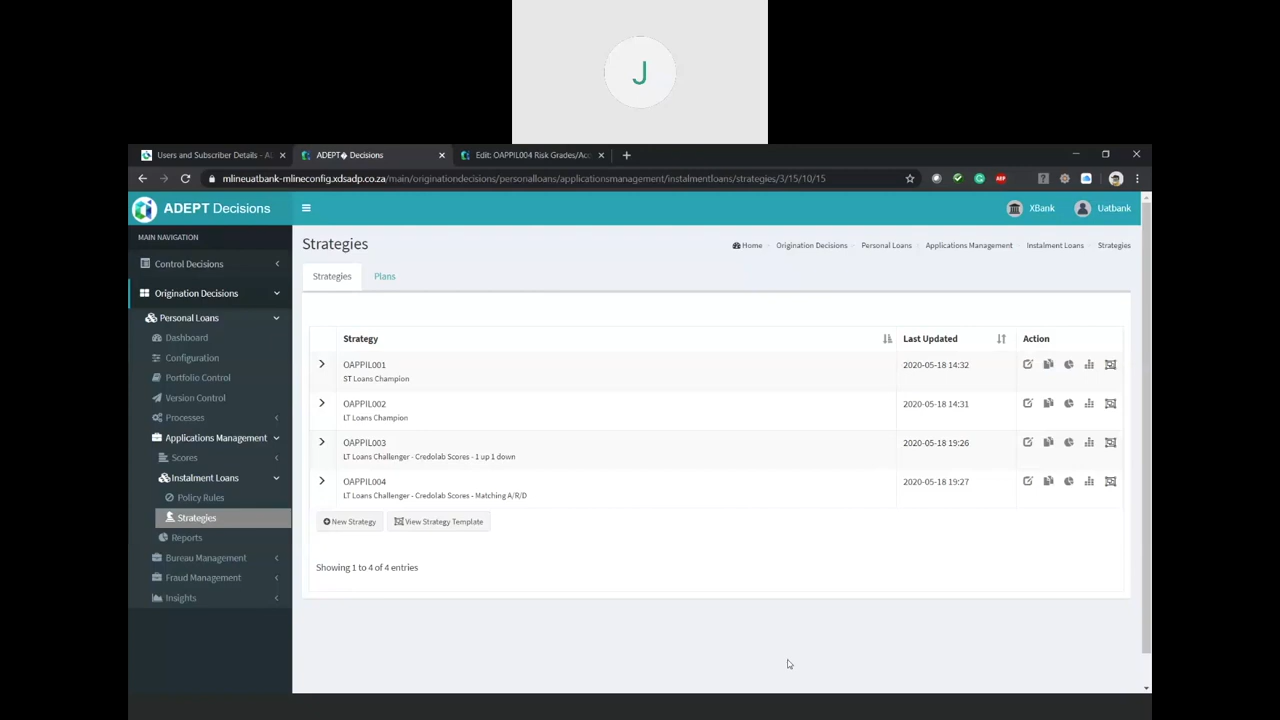 J
Users and Subscriber Details - A
ADEPT� Decisions
Edit: OAPPIL004 Risk Grades/Acc
mlineuatbank-mlineconfig.xdsadp.co.za/main/originationdecisions/personalloans/applicationsmanagement/instalmentloans/strategies/3/15/10/15
ABP
ADEPT Decisions
XBank
Uatbank
MAIN NAVIGATION
Control Decisions
Origination Decisions
Personal Loans
Dashboard
Configuration
Portfolio Control
Version Control
Processes
Applications Management
Scores
Instalment Loans
Policy Rules
Strategies
Reports
Bureau Management
Fraud Management
Insights
Strategies
Home Origination Decisions Personal Loans Applications Management Instalment Loans Strategies
Strategies Plans
Strategy Last Updated Action
OAPPIL001 2020-05-18 14:32
ST Loans Champion
OAPPIL002 2020-05-18 14:31
LT Loans Champion
OAPPIL003 2020-05-18 19:26
LT Loans Challenger - Credolab Scores - 1 up 1 down
OAPPIL004 2020-05-18 19:27
LT Loans Challenger - Credolab Scores - Matching A/R/D
New Strategy View Strategy Template
Showing 1 to 4 of 4 entries